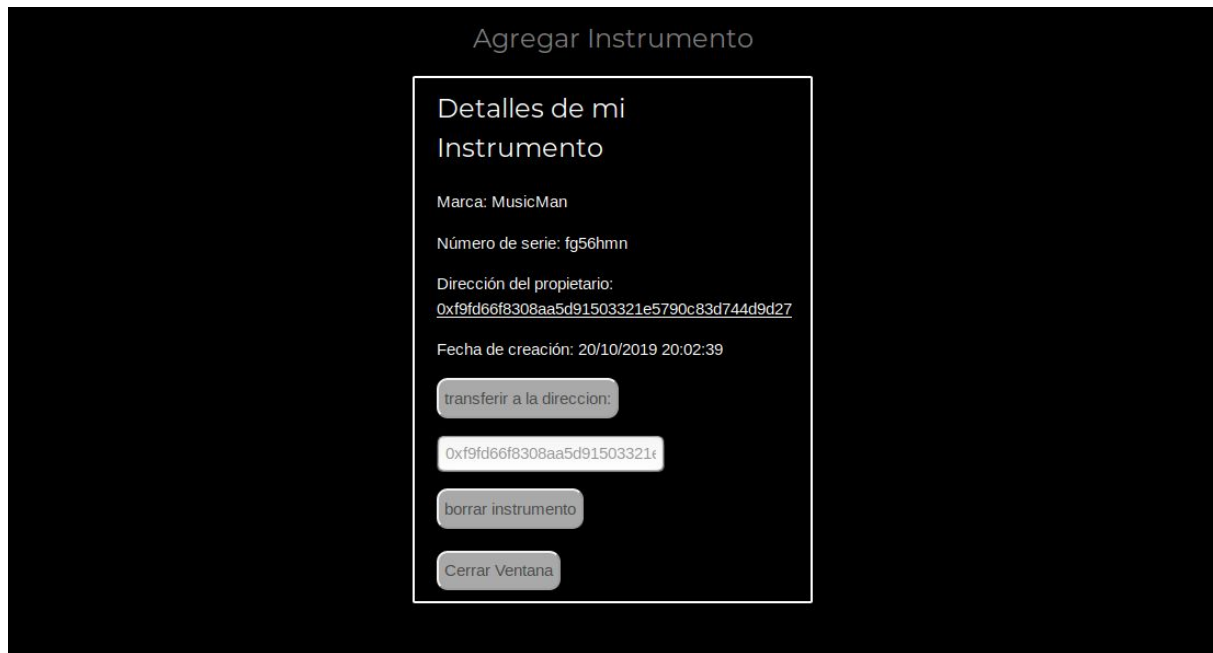 Agregar Instrumento
Detalles de mi
Instrumento
Marca: MusicMan
Número de serie: fg56hmn
Dirección del propietario:
0xf9fd66f8308aa5d91503321e5790c83d744d9d27
Fecha de creación: 20/10/2019 20:02:39
transferir a la direccion:
0xf9fd66f8308aa5d91503321e
borrar instrumento
Cerrar Ventana